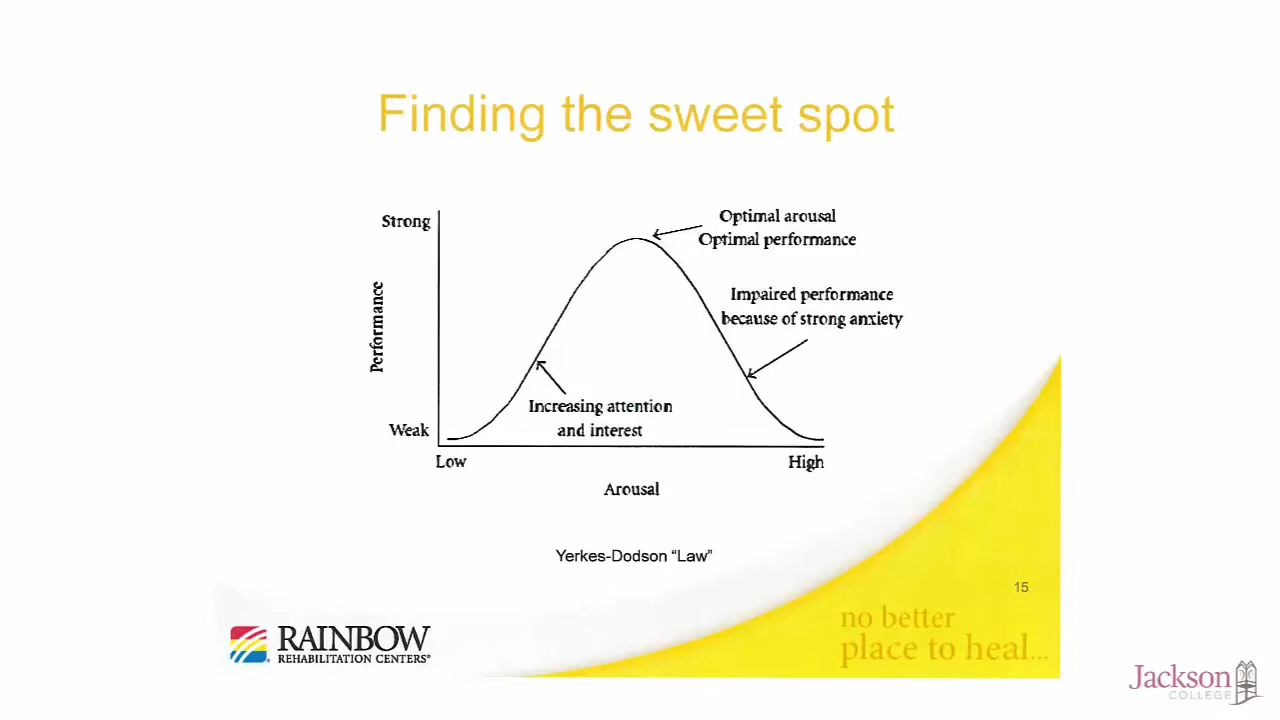 Finding the sweet spot
Strong
Optimal arousal
Optimal performance
Impaired performance
because of strong anxiety
Performance
Increasing attention
and interest
Weak
Low
High
Arousal
Yerkes-Dodson “Law”
15
no better
place to heal...
RAINBOW
REHABILITATION CENTERS®
Jackson
COLLEGE